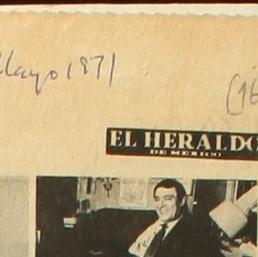 Mayo 1971
(16
EL HERALDO
DE MEXICO